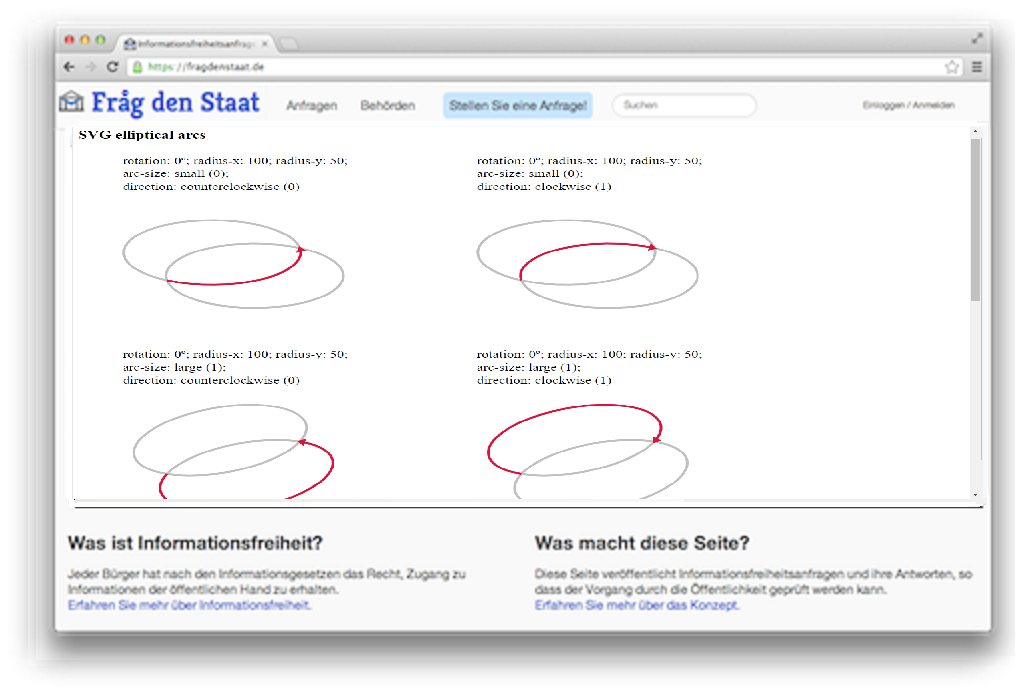 Informationsfreiheitsanfrag
https://fragdenstaat.de
Fråg den Staat
Anfragen
Behörden
Stellen Sie eine Anfrage!
Suchen
Einloggen / Anmelden
SVG elliptical arcs
rotation: 0°; radius-x: 100; radius-y: 50;
arc-size: small (0);
direction: counterclockwise (0)
rotation: 0°; radius-x: 100; radius-y: 50;
arc-size: small (0);
direction: clockwise (1)
rotation: 0°; radius-x: 100; radius-y: 50;
arc-size: large (1);
direction: counterclockwise (0)
rotation: 0°; radius-x: 100; radius-y: 50;
arc-size: large (1);
direction: clockwise (1)
Was ist Informationsfreiheit?
Jeder Bürger hat nach den Informationsgesetzen das Recht, Zugang zu
Informationen der öffentlichen Hand zu erhalten.
Erfahren Sie mehr über Informationsfreiheit.
Was macht diese Seite?
Diese Seite veröffentlicht Informationsfreiheitsanfragen und ihre Antworten, so
dass der Vorgang durch die Öffentlichkeit geprüft werden kann.
Erfahren Sie mehr über das Konzept.